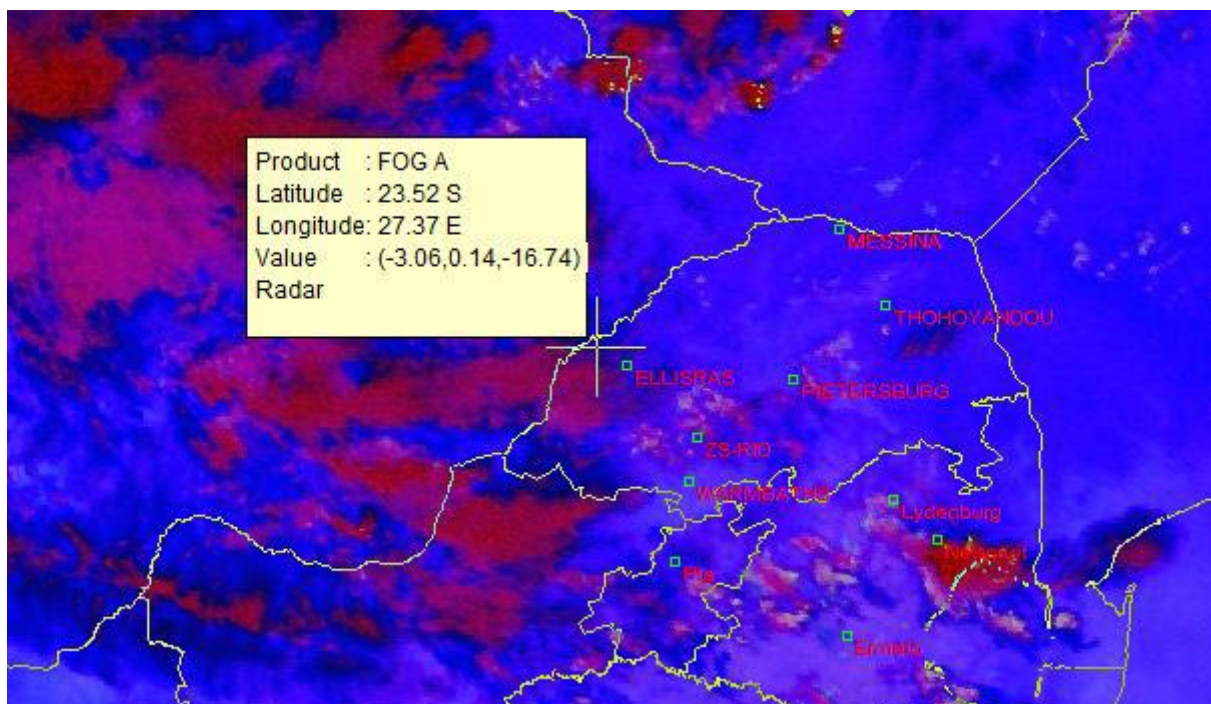 Product : FOG A
Latitude : 23.52 S
Longitude: 27.37 E
Value : (-3.06,0.14,-16.74)
Radar
MESSINA
THOHOYANDOU
ELLISRAS
PIETERSBURG
ZS-RIO
WARMBATHS
Lydenburg
Pta